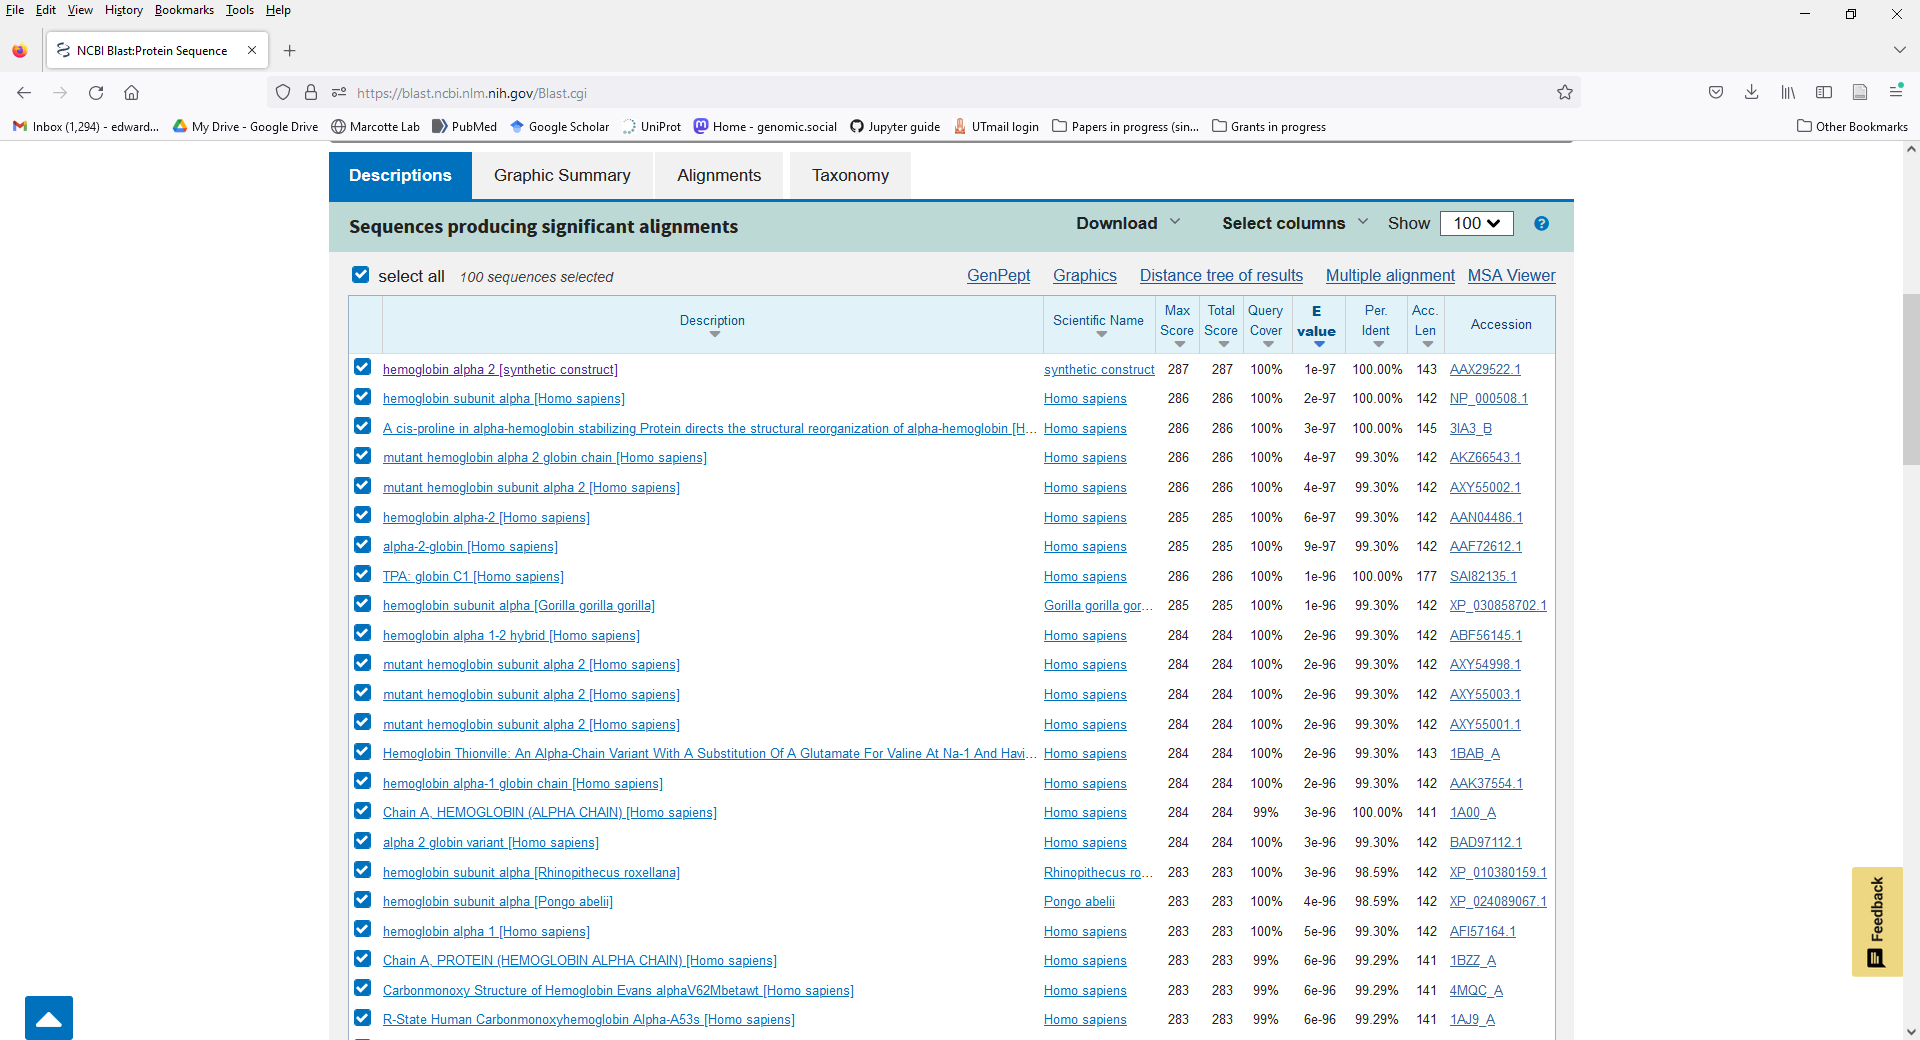 File Edit View History Bookmarks Tools Help
NCBI Blast:Protein Sequence
https://blast.ncbi.nlm.nih.gov/Blast.cgi
Inbox (1,294) - edward... My Drive - Google Drive Marcotte Lab PubMed Google Scholar UniProt Home - genomic.social Jupyter guide UTmail login Papers in progress (sin... Grants in progress Other Bookmarks
Descriptions Graphic Summary Alignments Taxonomy
Sequences producing significant alignments Download Select columns Show 100 ?
select all 100 sequences selected GenPept Graphics Distance tree of results Multiple alignment MSA Viewer
Description Scientific Name Max Score Total Score Query Cover E value Per. Ident Acc. Len Accession
hemoglobin alpha 2 [synthetic construct] synthetic construct 287 287 100% 1e-97 100.00% 143 AAX29522.1
hemoglobin subunit alpha [Homo sapiens] Homo sapiens 286 286 100% 2e-97 100.00% 142 NP_000508.1
A cis-proline in alpha-hemoglobin stabilizing Protein directs the structural reorganization of alpha-hemoglobin [H... Homo sapiens 286 286 100% 3e-97 100.00% 145 3IA3_B
mutant hemoglobin alpha 2 globin chain [Homo sapiens] Homo sapiens 286 286 100% 4e-97 99.30% 142 AKZ66543.1
mutant hemoglobin subunit alpha 2 [Homo sapiens] Homo sapiens 286 286 100% 4e-97 99.30% 142 AXY55002.1
hemoglobin alpha-2 [Homo sapiens] Homo sapiens 285 285 100% 6e-97 99.30% 142 AAN04486.1
alpha-2-globin [Homo sapiens] Homo sapiens 285 285 100% 9e-97 99.30% 142 AAF72612.1
TPA: globin C1 [Homo sapiens] Homo sapiens 286 286 100% 1e-96 100.00% 177 SAI82135.1
hemoglobin subunit alpha [Gorilla gorilla gorilla] Gorilla gorilla gor... 285 285 100% 1e-96 99.30% 142 XP_030858702.1
hemoglobin alpha 1-2 hybrid [Homo sapiens] Homo sapiens 284 284 100% 2e-96 99.30% 142 ABF56145.1
mutant hemoglobin subunit alpha 2 [Homo sapiens] Homo sapiens 284 284 100% 2e-96 99.30% 142 AXY54998.1
mutant hemoglobin subunit alpha 2 [Homo sapiens] Homo sapiens 284 284 100% 2e-96 99.30% 142 AXY55003.1
mutant hemoglobin subunit alpha 2 [Homo sapiens] Homo sapiens 284 284 100% 2e-96 99.30% 142 AXY55001.1
Hemoglobin Thionville: An Alpha-Chain Variant With A Substitution Of A Glutamate For Valine At Na-1 And Havi... Homo sapiens 284 284 100% 2e-96 99.30% 143 1BAB_A
hemoglobin alpha-1 globin chain [Homo sapiens] Homo sapiens 284 284 100% 2e-96 99.30% 142 AAK37554.1
Chain A, HEMOGLOBIN (ALPHA CHAIN) [Homo sapiens] Homo sapiens 284 284 99% 3e-96 100.00% 141 1A00_A
alpha 2 globin variant [Homo sapiens] Homo sapiens 284 284 100% 3e-96 99.30% 142 BAD97112.1
hemoglobin subunit alpha [Rhinopithecus roxellana] Rhinopithecus ro... 283 283 100% 3e-96 98.59% 142 XP_010380159.1
hemoglobin subunit alpha [Pongo abelii] Pongo abelii 283 283 100% 4e-96 98.59% 142 XP_024089067.1
hemoglobin alpha 1 [Homo sapiens] Homo sapiens 283 283 100% 5e-96 99.30% 142 AFI57164.1
Chain A, PROTEIN (HEMOGLOBIN ALPHA CHAIN) [Homo sapiens] Homo sapiens 283 283 99% 6e-96 99.29% 141 1BZZ_A
Carbonmonoxy Structure of Hemoglobin Evans alphaV62Mbetawt [Homo sapiens] Homo sapiens 283 283 99% 6e-96 99.29% 141 4MQC_A
R-State Human Carbonmonoxyhemoglobin Alpha-A53s [Homo sapiens] Homo sapiens 283 283 99% 6e-96 99.29% 141 1AJ9_A
Feedback